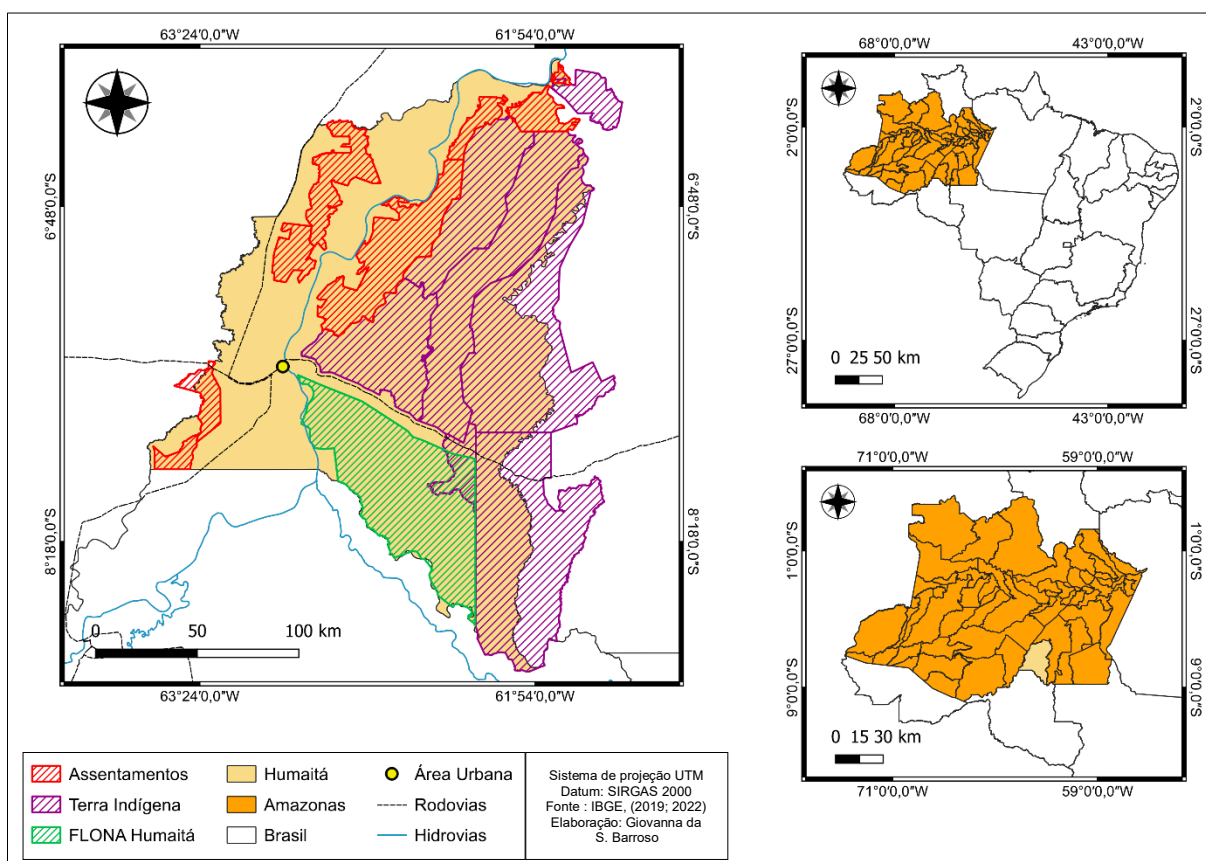 63°24'0,0"W
61°54'0,0"W
6°48'0,0"S
6°48'0,0"S
8°18'0,0"S
8°18'0,0"S
0 50 100 km
63°24'0,0"W
61°54'0,0"W
68°0'0,0"W
43°0'0,0"W
2°0'0,0"S
2°0'0,0"S
27°0'0,0"S
27°0'0,0"S
0 25 50 km
68°0'0,0"W
43°0'0,0"W
71°0'0,0"W
59°0'0,0"W
1°0'0,0"S
1°0'0,0"S
9°0'0,0"S
9°0'0,0"S
0 15 30 km
71°0'0,0"W
59°0'0,0"W
Assentamentos
Terra Indígena
FLONA Humaitá
Humaitá
Amazonas
Brasil
Área Urbana
Rodovias
Hidrovias
Sistema de projeção UTM
Datum: SIRGAS 2000
Fonte : IBGE, (2019; 2022)
Elaboração: Giovanna da
S. Barroso